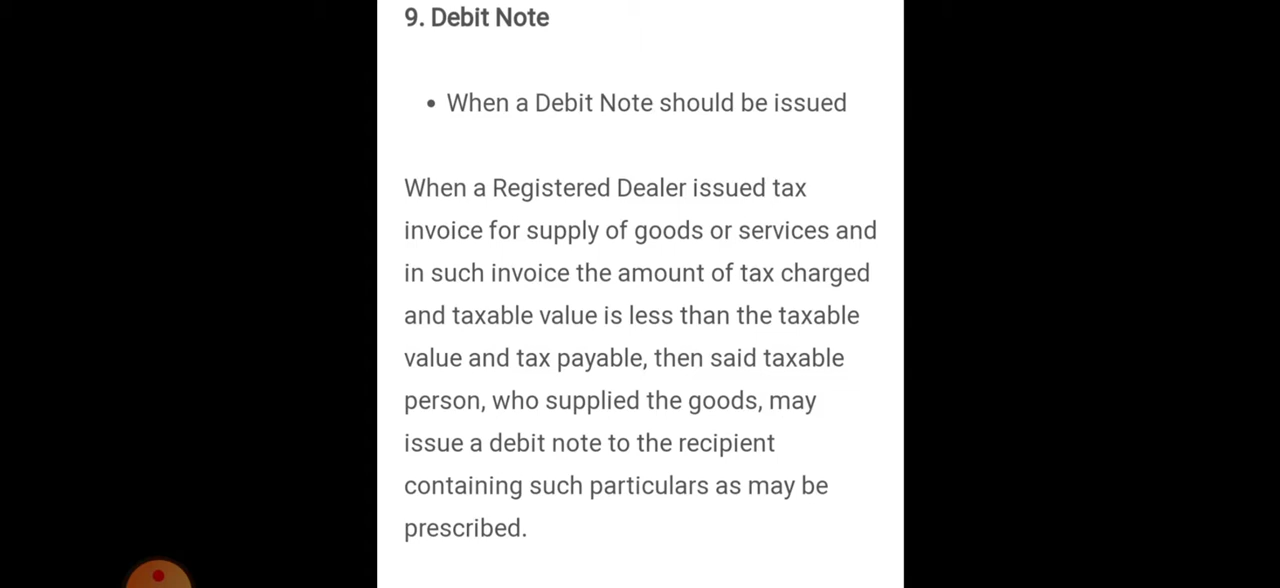 9. Debit Note
• When a Debit Note should be issued
When a Registered Dealer issued tax
invoice for supply of goods or services and
in such invoice the amount of tax charged
and taxable value is less than the taxable
value and tax payable, then said taxable
person, who supplied the goods, may
issue a debit note to the recipient
containing such particulars as may be
prescribed.